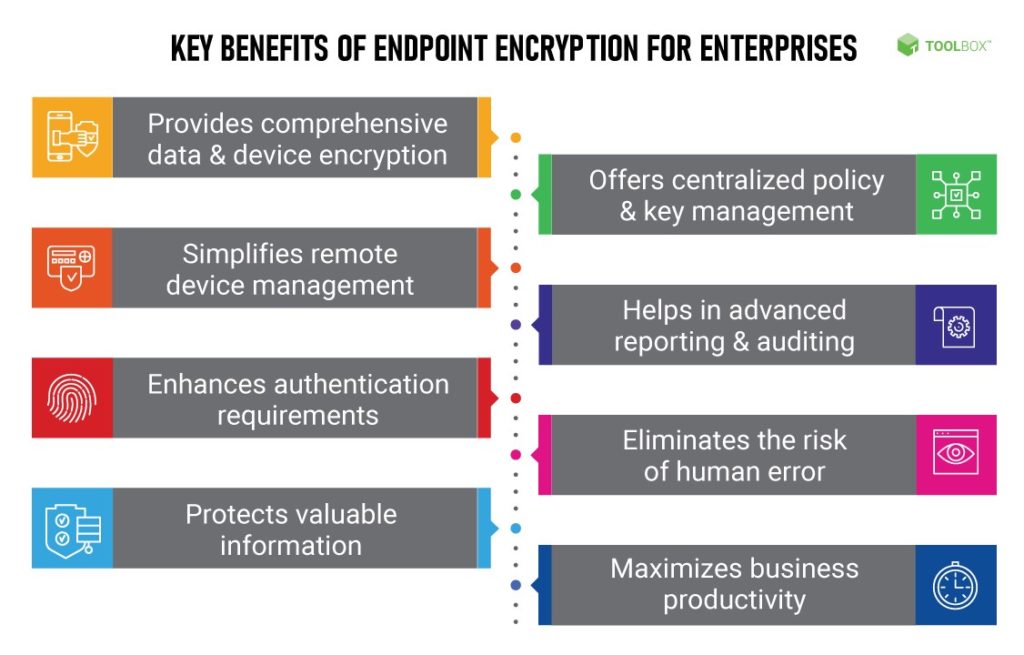 KEY BENEFITS OF ENDPOINT ENCRYPTION FOR ENTERPRISES
TOOLBOX™
Provides comprehensive
data & device encryption
Offers centralized policy
& key management
Simplifies remote
device management
Helps in advanced
reporting & auditing
Enhances authentication
requirements
Eliminates the risk
of human error
Protects valuable
information
Maximizes business
productivity